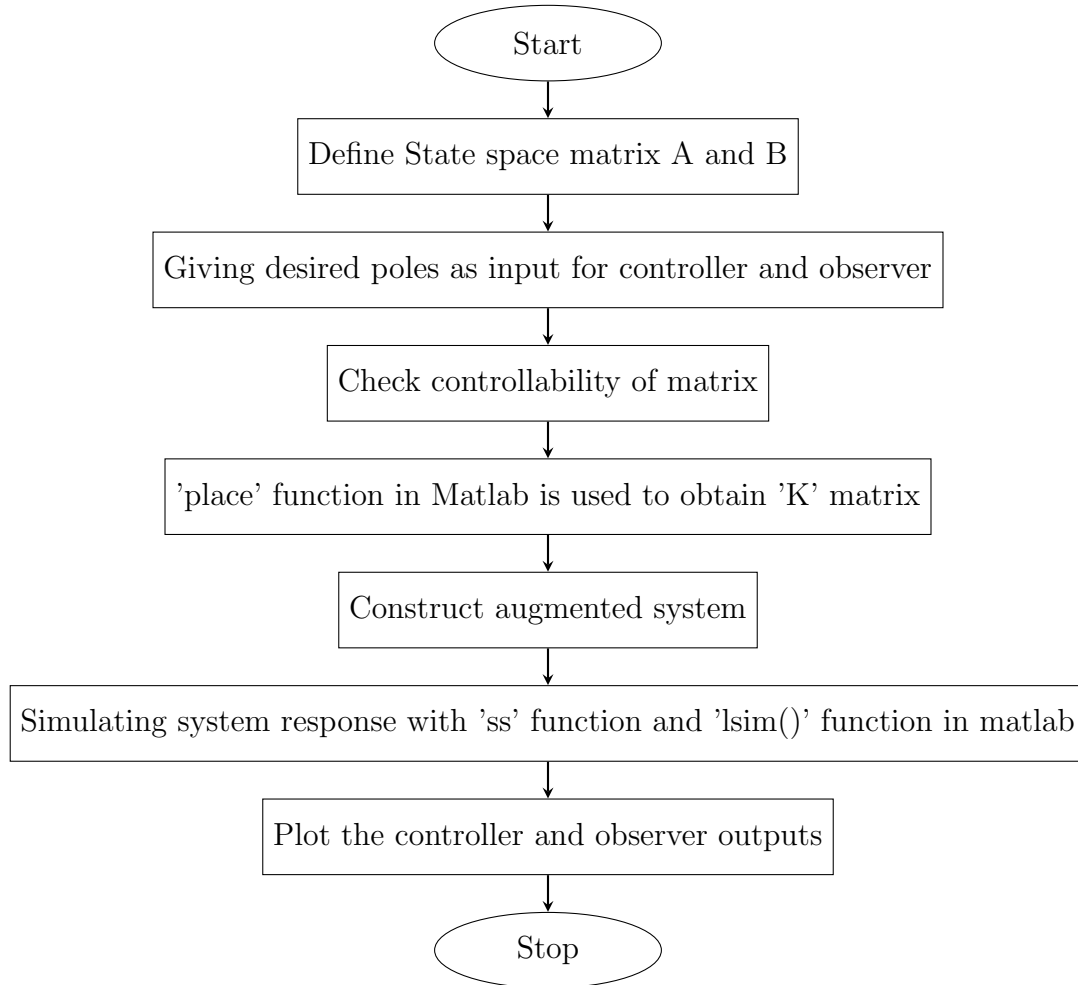 Start
Define State space matrix A and B
Giving desired poles as input for controller and observer
Check controllability of matrix
’place’ function in Matlab is used to obtain ’K’ matrix
Construct augmented system
Simulating system response with ’ss’ function and ’lsim()’ function in matlab
Plot the controller and observer outputs
Stop